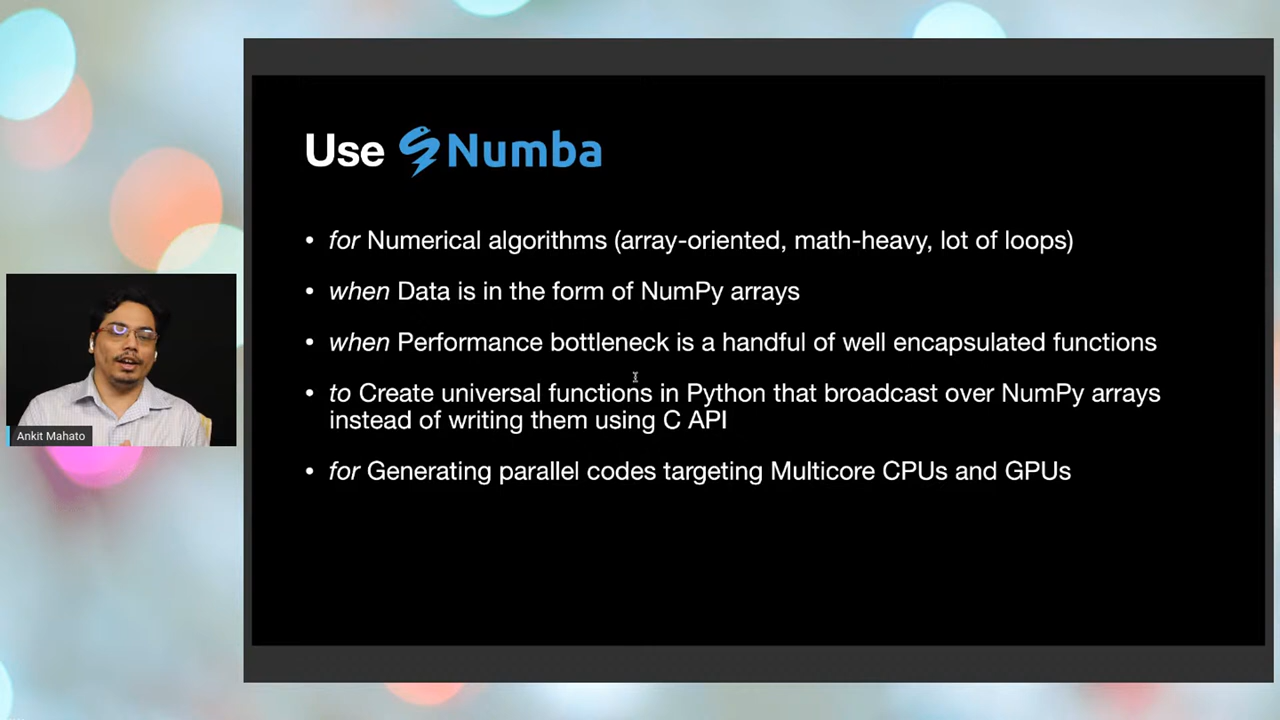 Use Numba
• for Numerical algorithms (array-oriented, math-heavy, lot of loops)
• when Data is in the form of NumPy arrays
• when Performance bottleneck is a handful of well encapsulated functions
• to Create universal functions in Python that broadcast over NumPy arrays
instead of writing them using C API
• for Generating parallel codes targeting Multicore CPUs and GPUs
Ankit Mahato